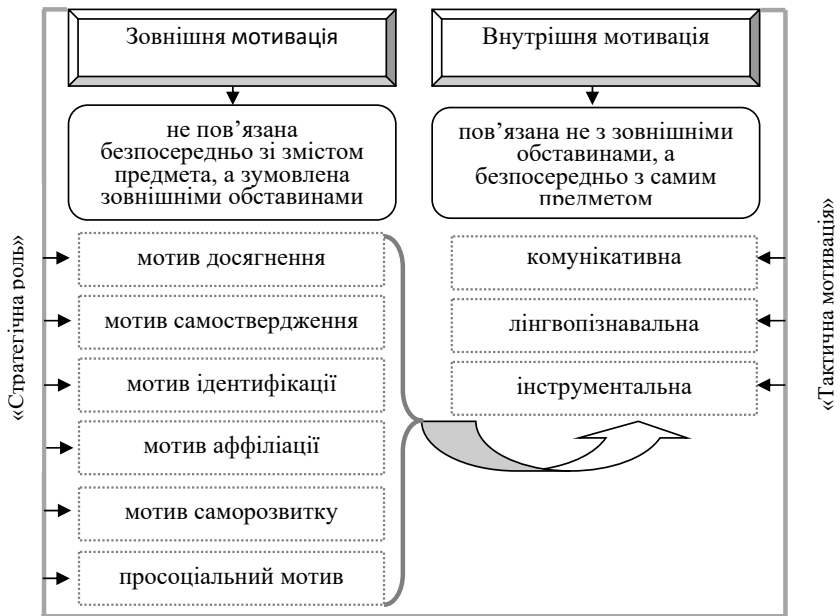 Зовнішня мотивація
Внутрішня мотивація
не пов’язана
безпосередньо зі змістом
предмета, а зумовлена
зовнішніми обставинами
пов’язана не з зовнішніми
обставинами, а
безпосередньо з самим
предметом
«Стратегічна роль»
мотив досягнення
мотив самоствердження
мотив ідентифікації
мотив аффіліації
мотив саморозвитку
просоціальний мотив
комунікативна
лінгвопізнавальна
інструментальна
«Тактична мотивація»